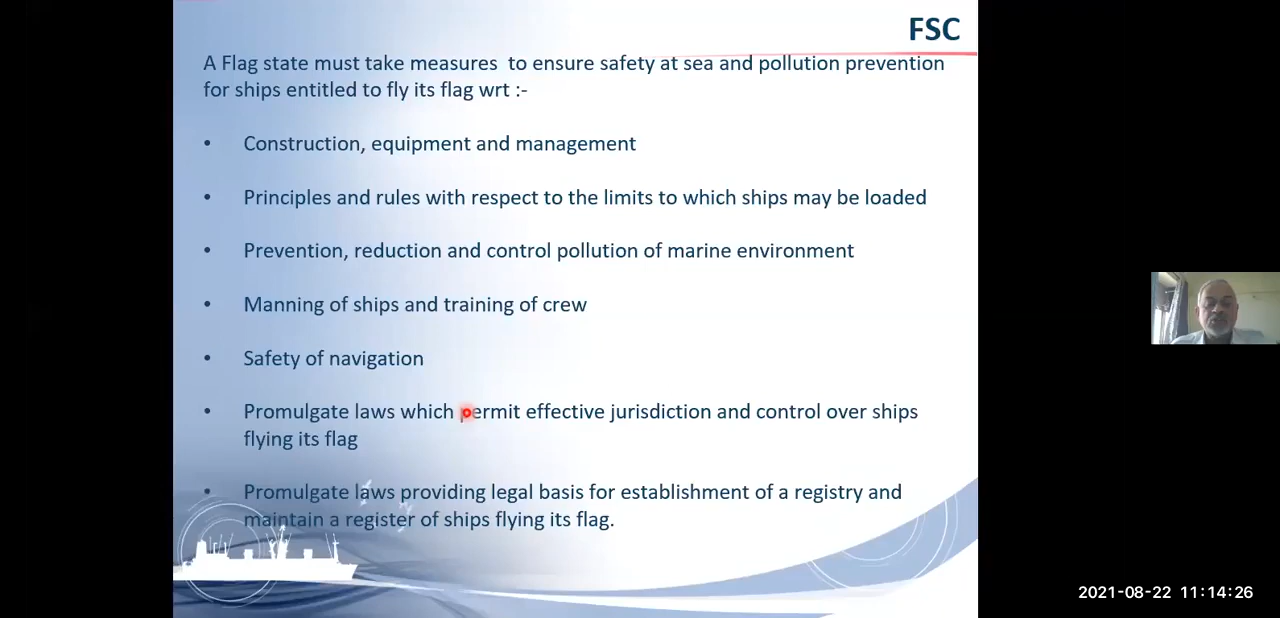 FSC
A Flag state must take measures to ensure safety at sea and pollution prevention
for ships entitled to fly its flag wrt :-
• Construction, equipment and management
• Principles and rules with respect to the limits to which ships may be loaded
• Prevention, reduction and control pollution of marine environment
• Manning of ships and training of crew
• Safety of navigation
• Promulgate laws which permit effective jurisdiction and control over ships
flying its flag
• Promulgate laws providing legal basis for establishment of a registry and
maintain a register of ships flying its flag.
2021-08-22 11:14:26